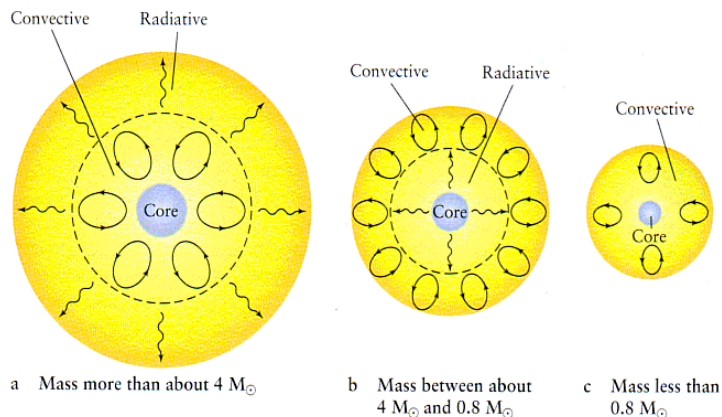 Convective Radiative
Core
a Mass more than about 4 M☉
Convective Radiative
Core
b Mass between about
4 M☉ and 0.8 M☉
Convective
Core
c Mass less than
0.8 M☉